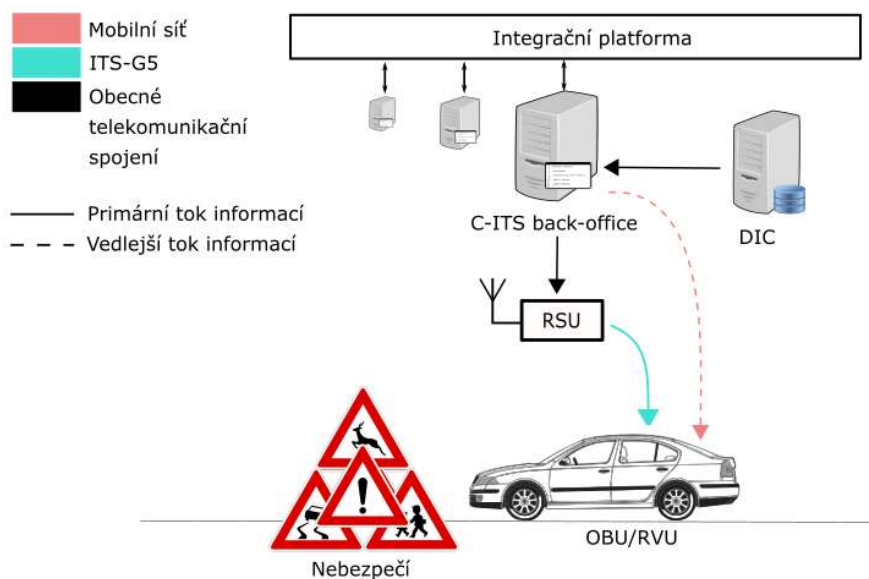 Mobilní síť
ITS-G5
Obecné
telekomunikační
spojení
Primární tok informací
Vedlejší tok informací
Integrační platforma
C-ITS back-office
DIC
RSU
OBU/RVU
Nebezpečí